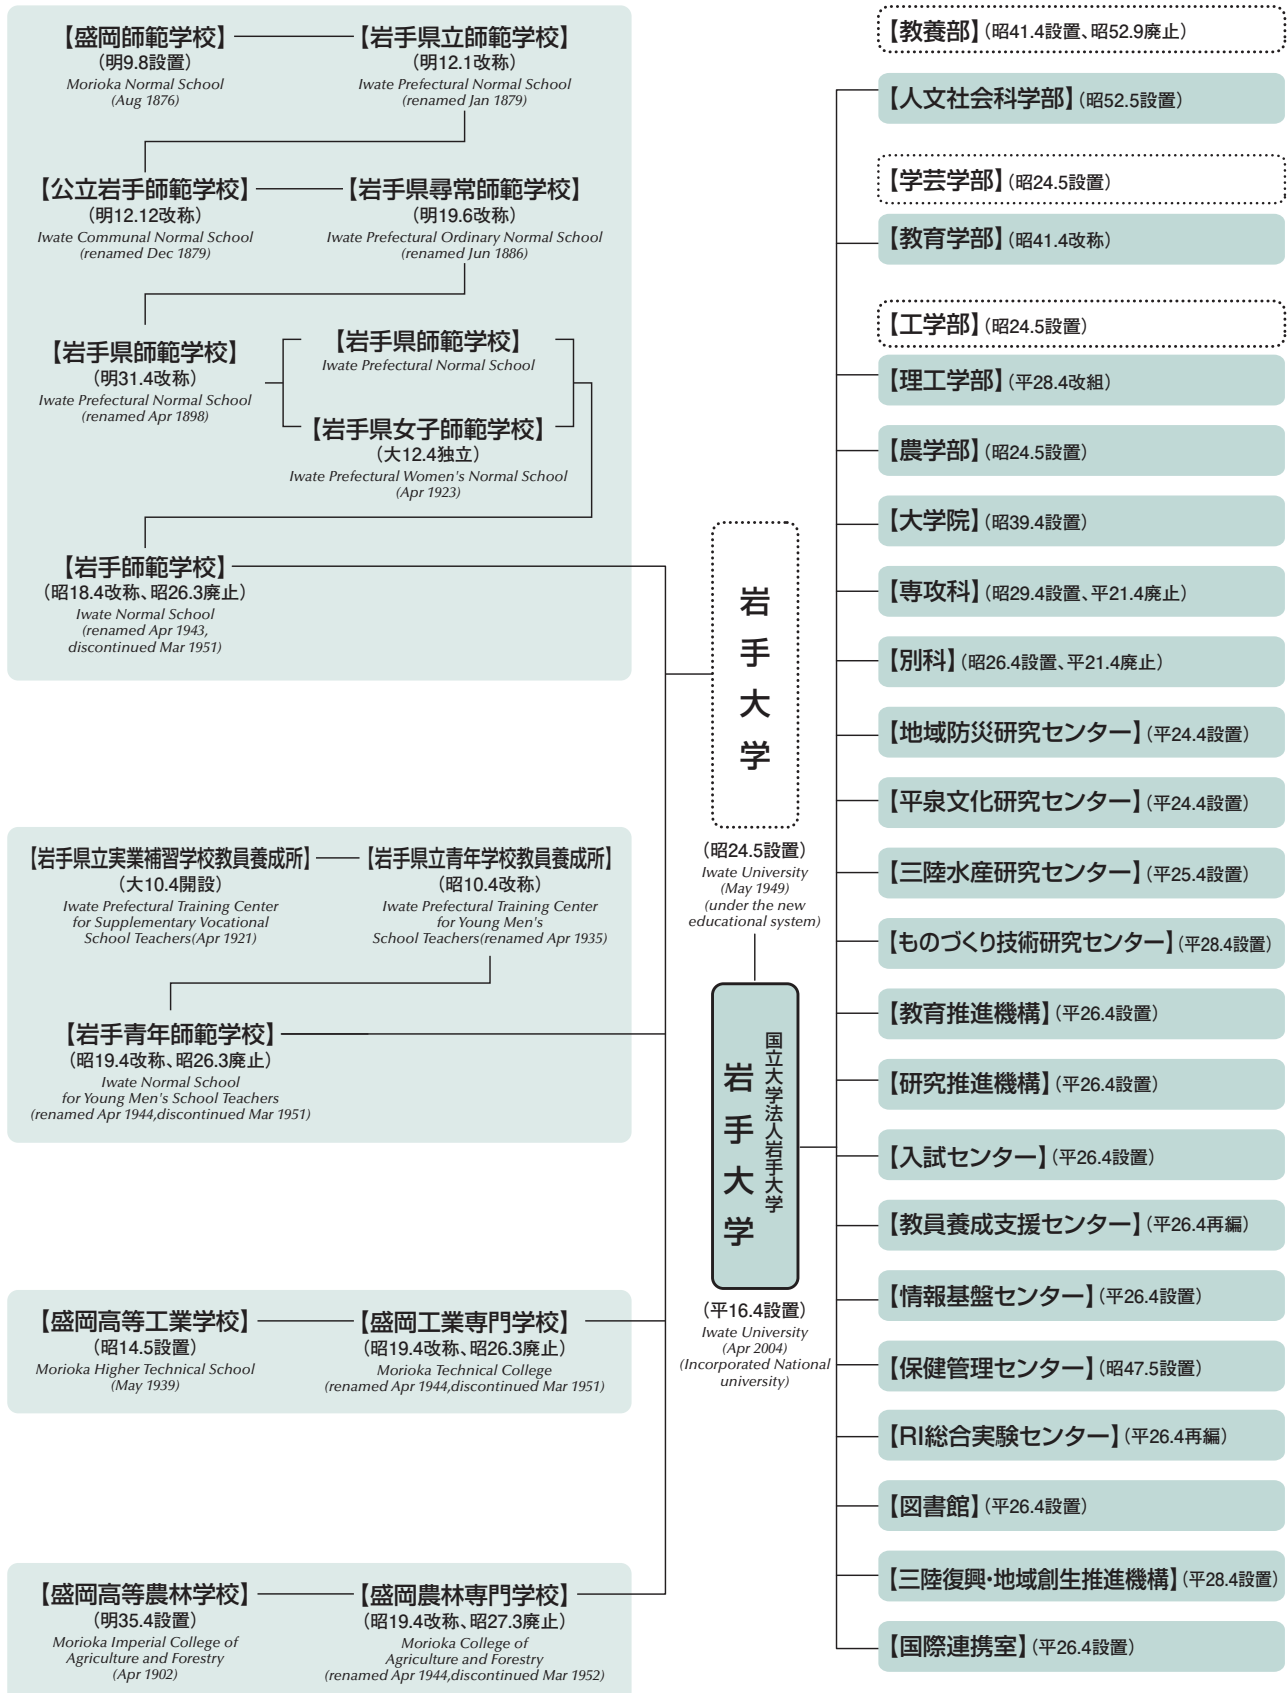 【盛岡師範学校】
(明9.8設置)
Morioka Normal School
(Aug 1876)
【岩手県立師範学校】
(明12.1改称)
Iwate Prefectural Normal School
(renamed Jan 1879)
【公立岩手師範学校】
(明12.12改称)
Iwate Communal Normal School
(renamed Dec 1879)
【岩手県尋常師範学校】
(明19.6改称)
Iwate Prefectural Ordinary Normal School
(renamed Jun 1886)
【岩手県師範学校】
(明31.4改称)
Iwate Prefectural Normal School
(renamed Apr 1898)
【岩手県師範学校】
Iwate Prefectural Normal School
【岩手県女子師範学校】
(大12.4独立)
Iwate Prefectural Women's Normal School
(Apr 1923)
【岩手師範学校】
(昭18.4改称、昭26.3廃止)
Iwate Normal School
(renamed Apr 1943,
discontinued Mar 1951)
【岩手県立実業補習学校教員養成所】
(大10.4開設)
Iwate Prefectural Training Center
for Supplementary Vocational
School Teachers(Apr 1921)
【岩手県立青年学校教員養成所】
(昭10.4改称)
Iwate Prefectural Training Center
for Young Men's
School Teachers(renamed Apr 1935)
【岩手青年師範学校】
(昭19.4改称、昭26.3廃止)
Iwate Normal School
for Young Men's School Teachers
(renamed Apr 1944,discontinued Mar 1951)
【盛岡高等工業学校】
(昭14.5設置)
Morioka Higher Technical School
(May 1939)
【盛岡工業専門学校】
(昭19.4改称、昭26.3廃止)
Morioka Technical College
(renamed Apr 1944,discontinued Mar 1951)
【盛岡高等農林学校】
(明35.4設置)
Morioka Imperial College of
Agriculture and Forestry
(Apr 1902)
【盛岡農林専門学校】
(昭19.4改称、昭27.3廃止)
Morioka College of
Agriculture and Forestry
(renamed Apr 1944,discontinued Mar 1952)
岩手大学
(昭24.5設置)
Iwate University
(May 1949)
(under the new
educational system)
国立大学法人岩手大学
岩手大学
(平16.4設置)
Iwate University
(Apr 2004)
(Incorporated National
university)
【教養部】(昭41.4設置、昭52.9廃止)
【人文社会科学部】(昭52.5設置)
【学芸学部】(昭24.5設置)
【教育学部】(昭41.4改称)
【工学部】(昭24.5設置)
【理工学部】(平28.4改組)
【農学部】(昭24.5設置)
【大学院】(昭39.4設置)
【専攻科】(昭29.4設置、平21.4廃止)
【別科】(昭26.4設置、平21.4廃止)
【地域防災研究センター】(平24.4設置)
【平泉文化研究センター】(平24.4設置)
【三陸水産研究センター】(平25.4設置)
【ものづくり技術研究センター】(平28.4設置)
【教育推進機構】(平26.4設置)
【研究推進機構】(平26.4設置)
【入試センター】(平26.4設置)
【教員養成支援センター】(平26.4再編)
【情報基盤センター】(平26.4設置)
【保健管理センター】(昭47.5設置)
【RI総合実験センター】(平26.4再編)
【図書館】(平26.4設置)
【三陸復興・地域創生推進機構】(平28.4設置)
【国際連携室】(平26.4設置)